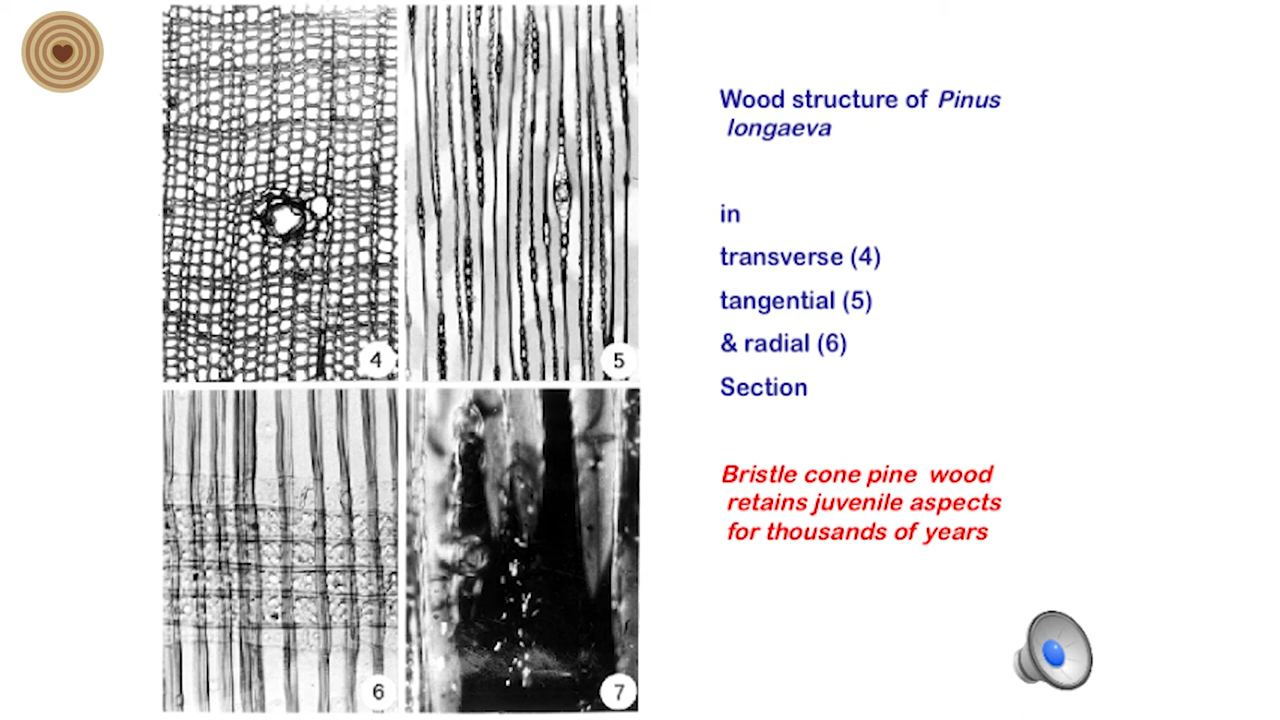 4
5
6
7
Wood structure of Pinus
longaeva
in
transverse (4)
tangential (5)
& radial (6)
Section
Bristle cone pine wood
retains juvenile aspects
for thousands of years